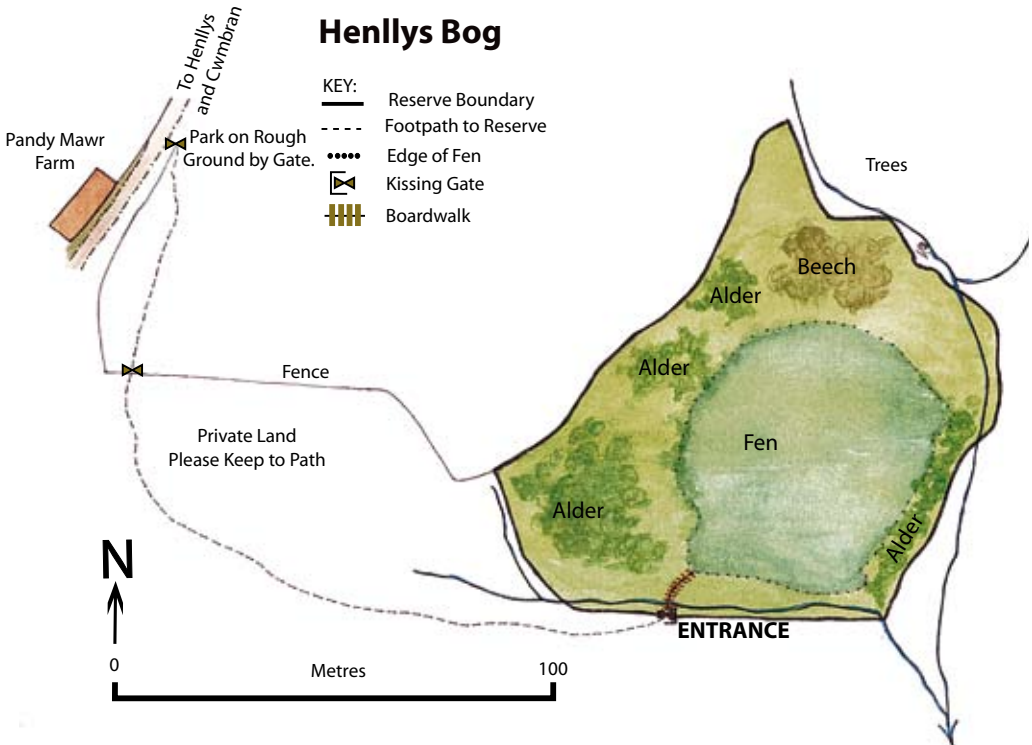 Henllys Bog
To Henllys
and Cwmbran
KEY:
Reserve Boundary
Footpath to Reserve
Edge of Fen
Kissing Gate
Boardwalk
Pandy Mawr
Farm
Park on Rough
Ground by Gate.
Trees
Beech
Alder
Alder
Fence
Private Land
Please Keep to Path
Fen
Alder
Alder
N
ENTRANCE
0
Metres
100